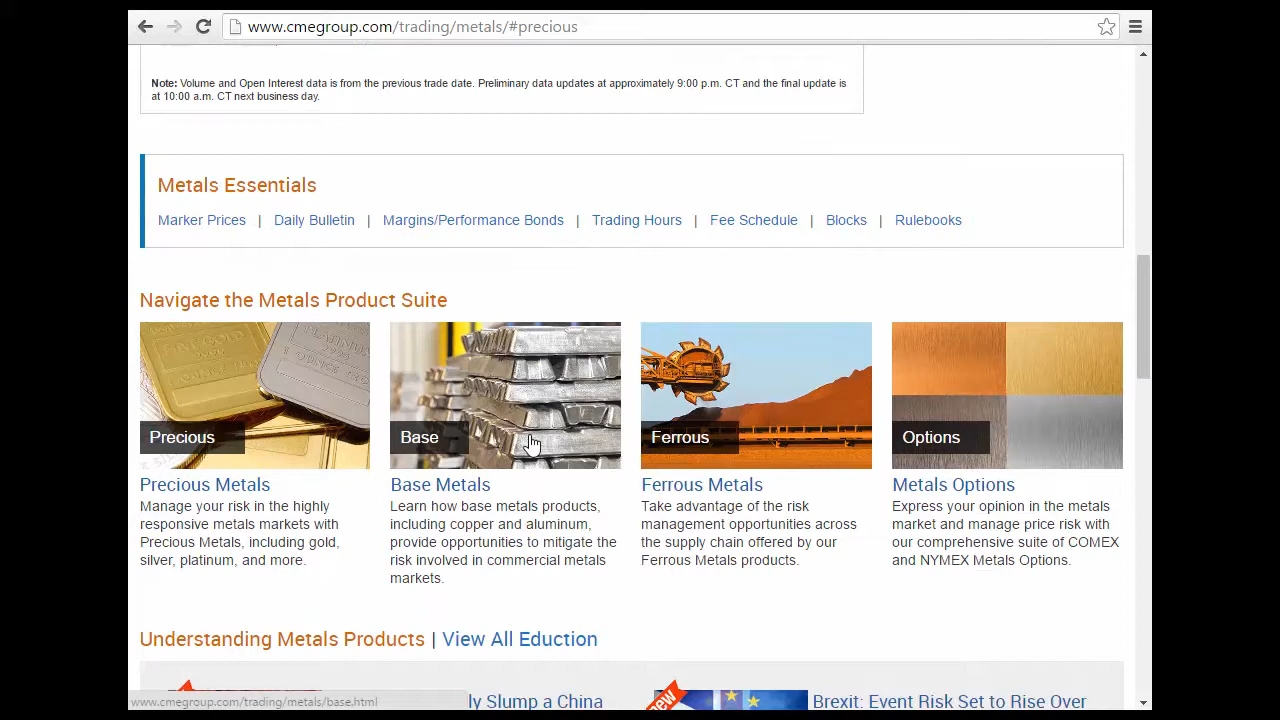 www.cmegroup.com/trading/metals/#precious
Note: Volume and Open Interest data is from the previous trade date. Preliminary data updates at approximately 9:00 p.m. CT and the final update is
at 10:00 a.m. CT next business day.
Metals Essentials
Marker Prices | Daily Bulletin | Margins/Performance Bonds | Trading Hours | Fee Schedule | Blocks | Rulebooks
Navigate the Metals Product Suite
Precious
Base
Ferrous
Options
Precious Metals
Manage your risk in the highly
responsive metals markets with
Precious Metals, including gold,
silver, platinum, and more.
Base Metals
Learn how base metals products,
including copper and aluminum,
provide opportunities to mitigate the
risk involved in commercial metals
markets.
Ferrous Metals
Take advantage of the risk
management opportunities across
the supply chain offered by our
Ferrous Metals products.
Metals Options
Express your opinion in the metals
market and manage price risk with
our comprehensive suite of COMEX
and NYMEX Metals Options.
Understanding Metals Products | View All Eduction
ly Slump a China
new
Brexit: Event Risk Set to Rise Over
www.cmegroup.com/trading/metals/base.html